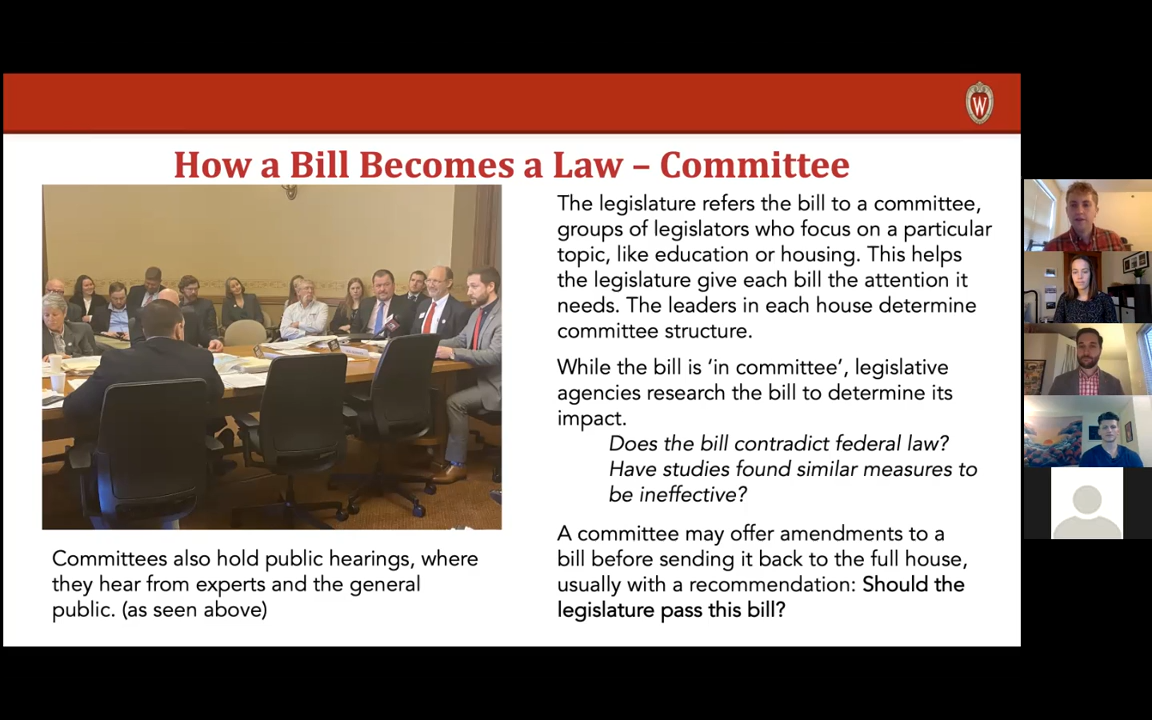 W
How a Bill Becomes a Law – Committee
The legislature refers the bill to a committee,
groups of legislators who focus on a particular
topic, like education or housing. This helps
the legislature give each bill the attention it
needs. The leaders in each house determine
committee structure.
While the bill is ‘in committee’, legislative
agencies research the bill to determine its
impact.
Does the bill contradict federal law?
Have studies found similar measures to
be ineffective?
A committee may offer amendments to a
bill before sending it back to the full house,
usually with a recommendation: Should the
legislature pass this bill?
Committees also hold public hearings, where
they hear from experts and the general
public. (as seen above)